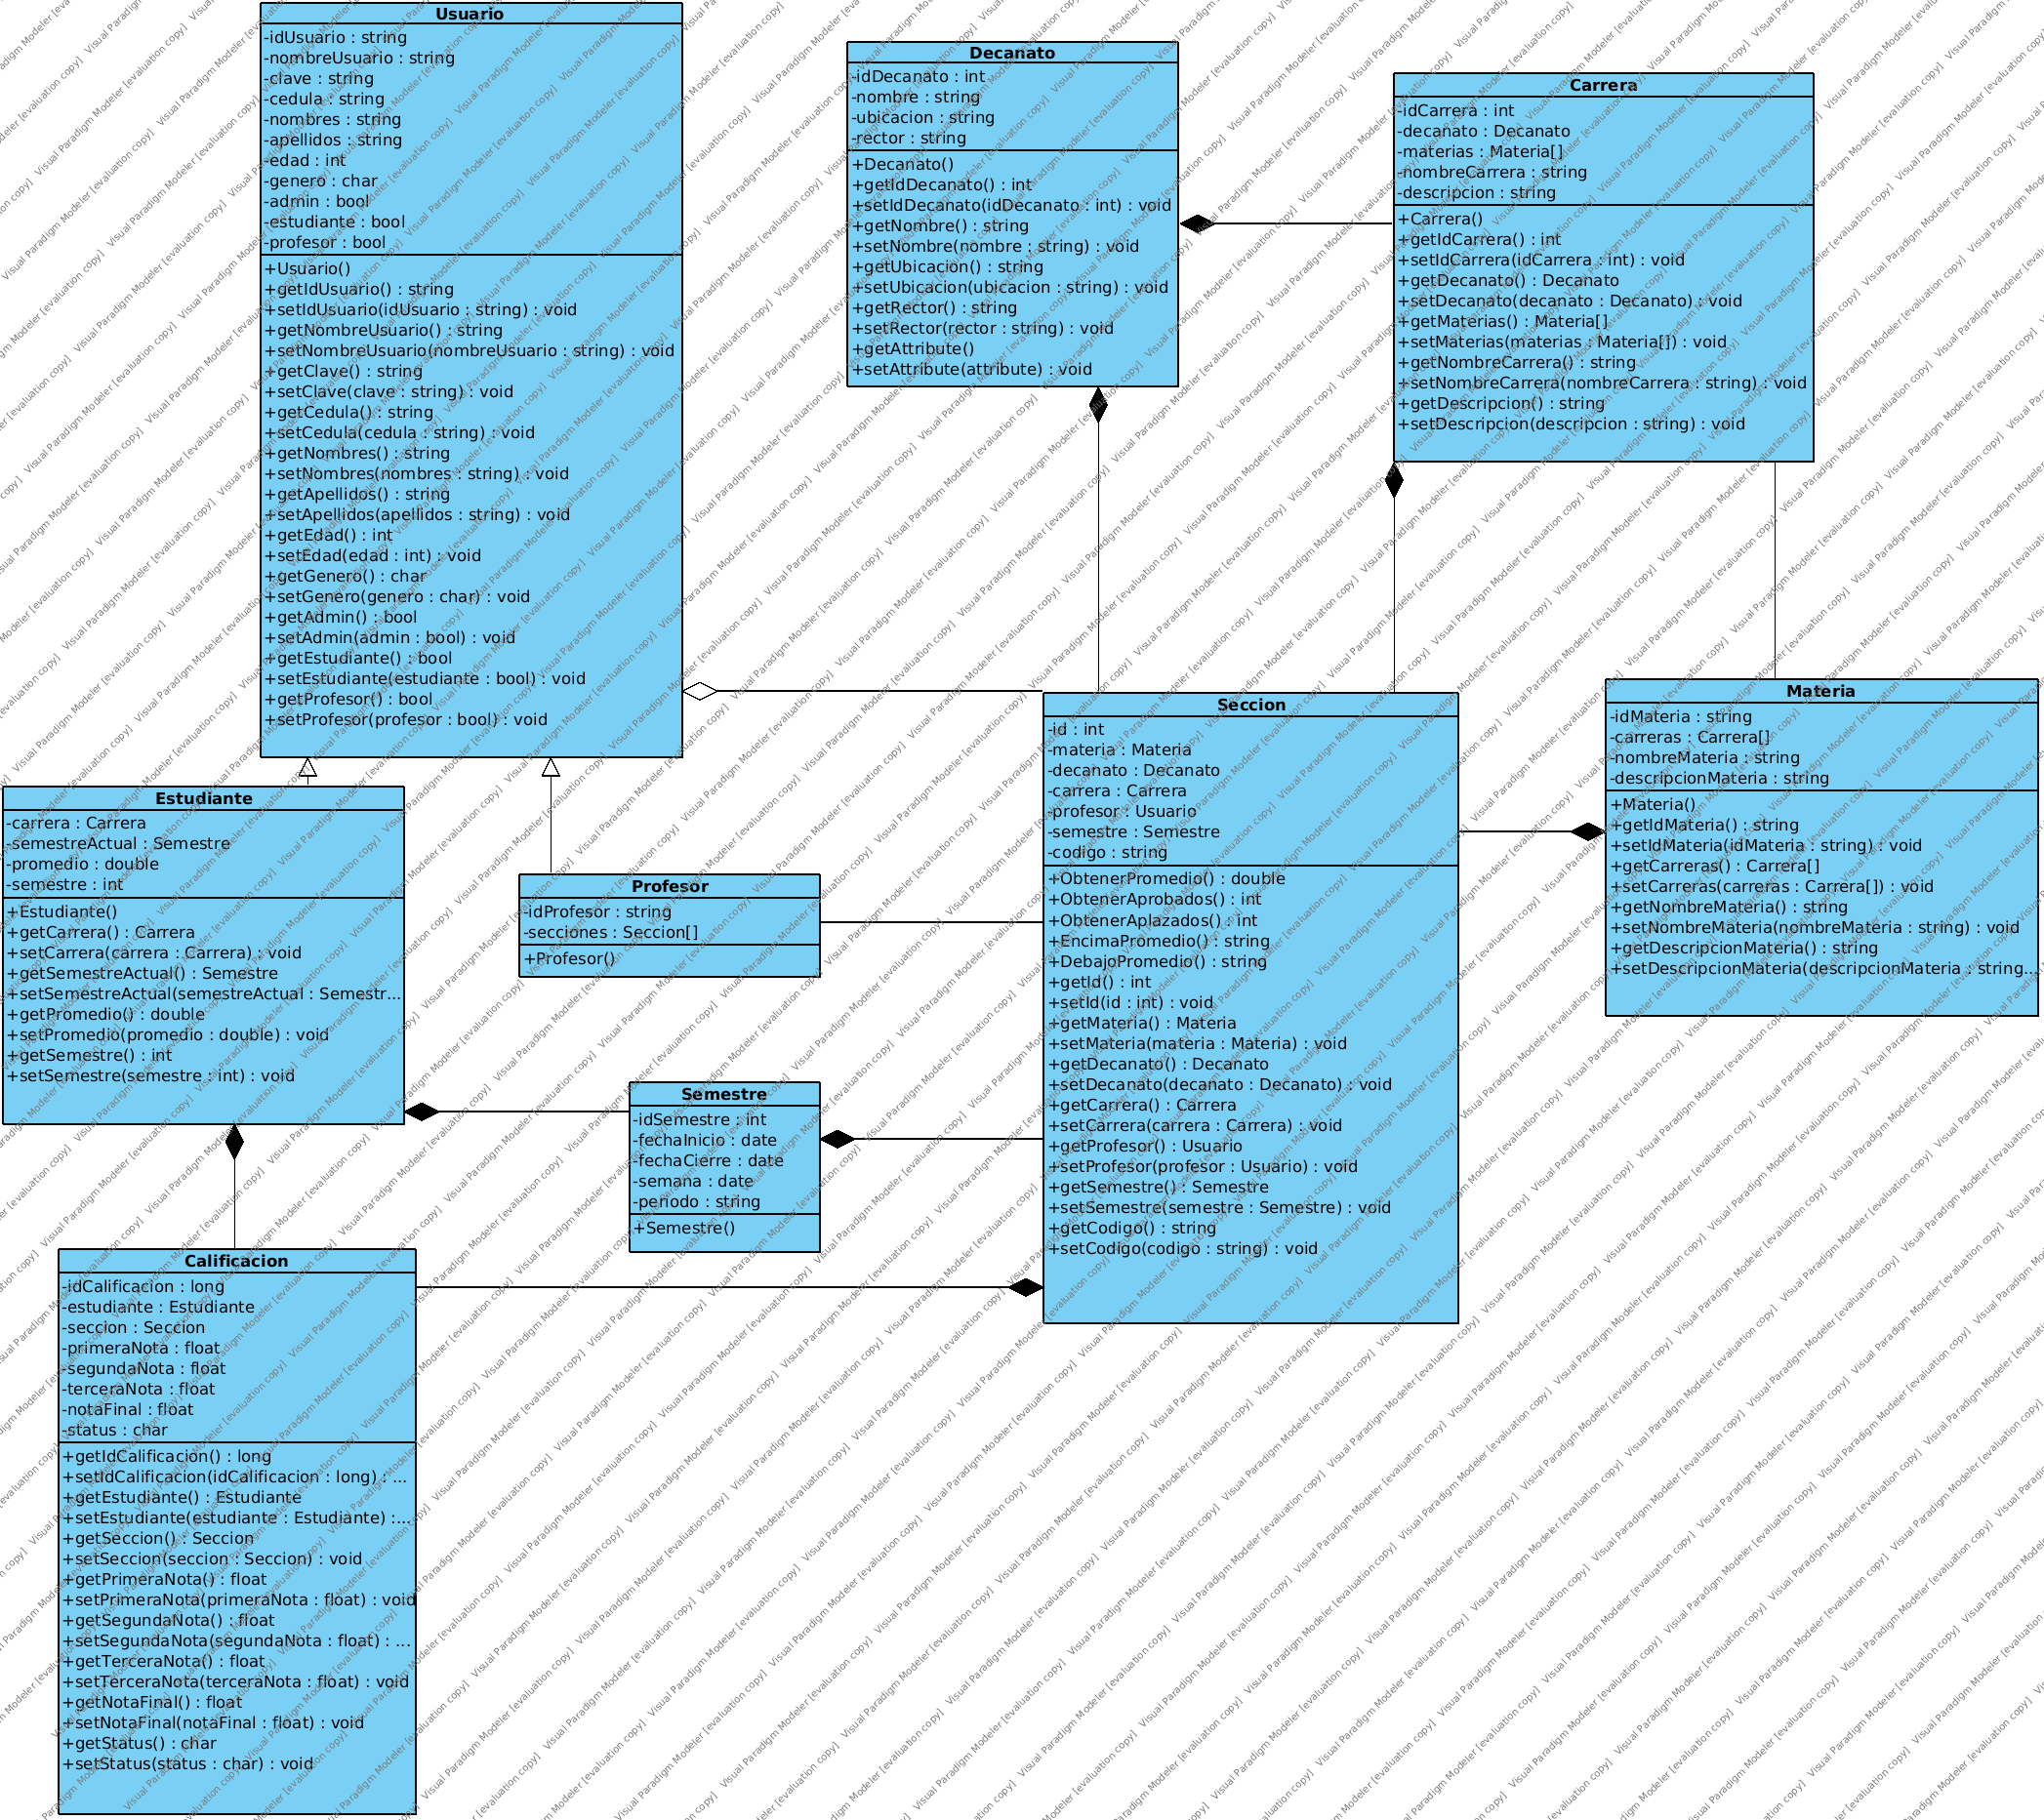 Usuario
-idUsuario : string
-nombreUsuario : string
-clave : string
-cedula : string
-nombres : string
-apellidos : string
-edad : int
-genero : char
-admin : bool
-estudiante : bool
-profesor : bool
+Usuario()
+getIdUsuario() : string
+setIdUsuario(idUsuario : string) : void
+getNombreUsuario() : string
+setNombreUsuario(nombreUsuario : string) : void
+getClave() : string
+setClave(clave : string) : void
+getCedula() : string
+setCedula(cedula : string) : void
+getNombres() : string
+setNombres(nombres : string) : void
+getApellidos() : string
+setApellidos(apellidos : string) : void
+getEdad() : int
+setEdad(edad : int) : void
+getGenero() : char
+setGenero(genero : char) : void
+getAdmin() : bool
+setAdmin(admin : bool) : void
+getEstudiante() : bool
+setEstudiante(estudiante : bool) : void
+getProfesor() : bool
+setProfesor(profesor : bool) : void
Decanato
-idDecanato : int
-nombre : string
-ubicacion : string
-rector : string
+Decanato()
+getIdDecanato() : int
+setIdDecanato(idDecanato : int) : void
+getNombre() : string
+setNombre(nombre : string) : void
+getUbicacion() : string
+setUbicacion(ubicacion : string) : void
+getRector() : string
+setRector(rector : string) : void
+getAttribute()
+setAttribute(attribute) : void
Carrera
-idCarrera : int
-decanato : Decanato
-materias : Materia[]
-nombreCarrera : string
-descripcion : string
+Carrera()
+getIdCarrera() : int
+setIdCarrera(idCarrera : int) : void
+getDecanato() : Decanato
+setDecanato(decanato : Decanato) : void
+getMaterias() : Materia[]
+setMaterias(materias : Materia[]) : void
+getNombreCarrera() : string
+setNombreCarrera(nombreCarrera : string) : void
+getDescripcion() : string
+setDescripcion(descripcion : string) : void
Estudiante
-carrera : Carrera
-semestreActual : Semestre
-promedio : double
-semestre : int
+Estudiante()
+getCarrera() : Carrera
+setCarrera(carrera : Carrera) : void
+getSemestreActual() : Semestre
+setSemestreActual(semestreActual : Semestr...
+getPromedio() : double
+setPromedio(promedio : double) : void
+getSemestre() : int
+setSemestre(semestre : int) : void
Profesor
-idProfesor : string
-secciones : Seccion[]
+Profesor()
Seccion
-id : int
-materia : Materia
-decanato : Decanato
-carrera : Carrera
-profesor : Usuario
-semestre : Semestre
-codigo : string
+ObtenerPromedio() : double
+ObtenerAprobados() : int
+ObtenerAplazados() : int
+EncimaPromedio() : string
+DebajoPromedio() : string
+getId() : int
+setId(id : int) : void
+getMateria() : Materia
+setMateria(materia : Materia) : void
+getDecanato() : Decanato
+setDecanato(decanato : Decanato) : void
+getCarrera() : Carrera
+setCarrera(carrera : Carrera) : void
+getProfesor() : Usuario
+setProfesor(profesor : Usuario) : void
+getSemestre() : Semestre
+setSemestre(semestre : Semestre) : void
+getCodigo() : string
+setCodigo(codigo : string) : void
Materia
-idMateria : string
-carreras : Carrera[]
-nombreMateria : string
-descripcionMateria : string
+Materia()
+getIdMateria() : string
+setIdMateria(idMateria : string) : void
+getCarreras() : Carrera[]
+setCarreras(carreras : Carrera[]) : void
+getNombreMateria() : string
+setNombreMateria(nombreMateria : string) : void
+getDescripcionMateria() : string
+setDescripcionMateria(descripcionMateria : string...
Semestre
-idSemestre : int
-fechaInicio : date
-fechaCierre : date
-semana : date
-periodo : string
+Semestre()
Calificacion
-idCalificacion : long
-estudiante : Estudiante
-seccion : Seccion
-primeraNota : float
-segundaNota : float
-terceraNota : float
-notaFinal : float
-status : char
+getIdCalificacion() : long
+setIdCalificacion(idCalificacion : long) : ...
+getEstudiante() : Estudiante
+setEstudiante(estudiante : Estudiante) :...
+getSeccion() : Seccion
+setSeccion(seccion : Seccion) : void
+getPrimeraNota() : float
+setPrimeraNota(primeraNota : float) : void
+getSegundaNota() : float
+setSegundaNota(segundaNota : float) : ...
+getTerceraNota() : float
+setTerceraNota(terceraNota : float) : void
+getNotaFinal() : float
+setNotaFinal(notaFinal : float) : void
+getStatus() : char
+setStatus(status : char) : void
Visual Paradigm Modeler [evaluation copy]